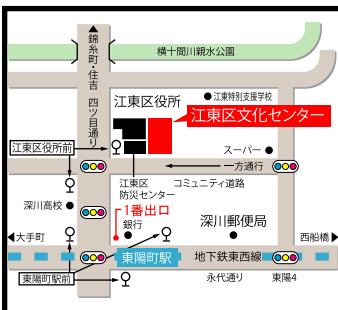 ▲錦糸町・住吉
四ツ目通り
横十間川親水公園
江東区役所
●江東特別支援学校
江東区文化センター
スーパー●
江東区役所前
一方通行
江東区
防災センター
コミュニティ道路
深川高校●
1番出口
銀行
深川郵便局
◀大手町
西船橋▶
東陽町駅
地下鉄東西線
東陽町駅前
永代通り
東陽4